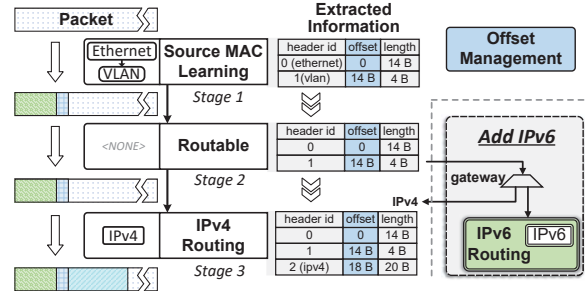 Packet
Extracted
Information
Ethernet
VLAN
Source MAC
Learning
Stage 1
header id offset length
0 (ethernet) 0 14 B
1(vlan) 14 B 4 B
Offset
Management
<NONE>
Routable
Stage 2
header id offset length
0 0 14 B
1 14 B 4 B
Add IPv6
gateway
IPv4
IPv4
IPv4
Routing
Stage 3
header id offset length
0 0 14 B
1 14 B 4 B
2 (ipv4) 18 B 20 B
IPv6
Routing
IPv6